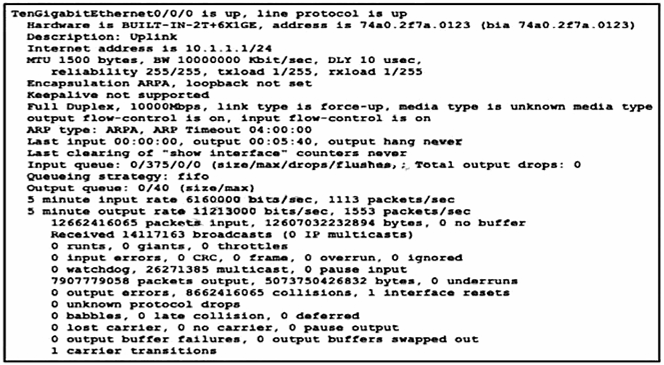 TenGigabitEthernet0/0/0 is up, line protocol is up
Hardware is BUILT-IN-2T+6X1GE, address is 74a0.2f7a.0123 (bia 74a0.2f7a.0123)
Description: Uplink
Internet address is 10.1.1.1/24
MTU 1500 bytes, BW 10000000 Kbit/sec, DLY 10 usec,
reliability 255/255, txload 1/255, rxload 1/255
Encapsulation ARPA, loopback not set
Keepalive not supported
Full Duplex, 10000Mbps, link type is force-up, media type is unknown media type
output flow-control is on, input flow-control is on
ARP type: ARPA, ARP Timeout 04:00:00
Last input 00:00:00, output 00:05:40, output hang never
Last clearing of "show interface" counters never
Input queue: 0/375/0/0 (size/max/drops/flushes,; Total output drops: 0
Queueing strategy: fifo
Output queue: 0/40 (size/max)
5 minute input rate 6160000 bits/sec, 1113 packets/sec
5 minute output rate 11213000 bits/sec, 1553 packets/sec
12662416065 packets input, 12607032232894 bytes, 0 no buffer
Received 14117163 broadcasts (0 IP multicasts)
0 runts, 0 giants, 0 throttles
0 input errors, 0 CRC, 0 frame, 0 overrun, 0 ignored
0 watchdog, 26271385 multicast, 0 pause input
7907779058 packets output, 5073750426832 bytes, 0 underruns
0 output errors, 8662416065 collisions, 1 interface resets
0 unknown protocol drops
0 babbles, 0 late collision, 0 deferred
0 lost carrier, 0 no carrier, 0 pause output
0 output buffer failures, 0 output buffers swapped out
1 carrier transitions